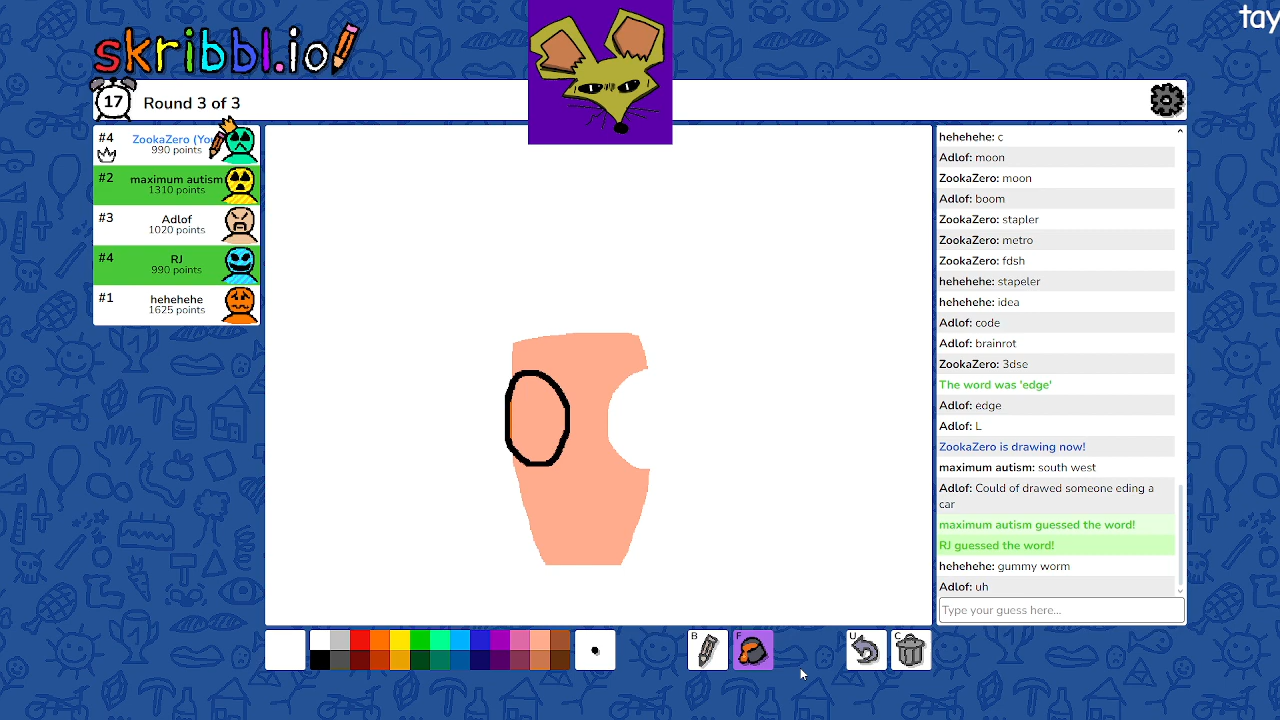 tay
skribbl.io
17
Round 3 of 3
#4
ZookaZero (You
990 points
#2
maximum autism
1310 points
#3
Adlof
1020 points
#4
RJ
990 points
#1
hehehehe
1625 points
hehehehe: c
Adlof: moon
ZookaZero: moon
Adlof: boom
ZookaZero: stapler
ZookaZero: metro
ZookaZero: fdsh
hehehehe: stapeler
hehehehe: idea
Adlof: code
Adlof: brainrot
ZookaZero: 3dse
The word was 'edge'
Adlof: edge
Adlof: L
ZookaZero is drawing now!
maximum autism: south west
Adlof: Could of drawed someone eding a
car
maximum autism guessed the word!
RJ guessed the word!
hehehehe: gummy worm
Adlof: uh
Type your guess here...
B
F
U
C